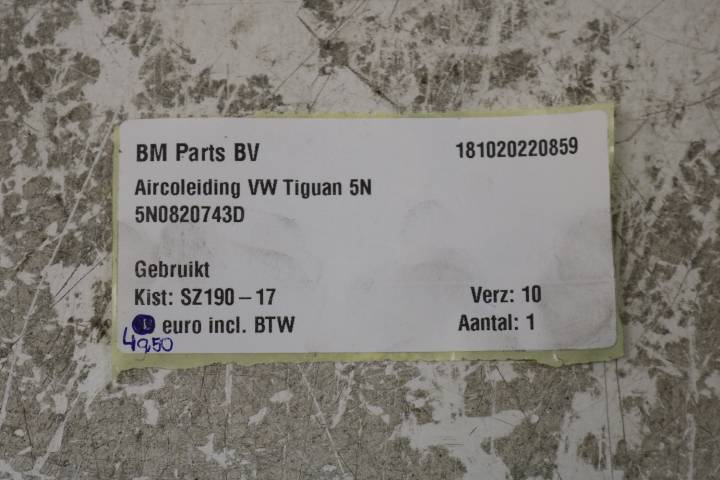 BM Parts BV 181020220859
Aircoleiding VW Tiguan 5N
5N0820743D
Gebruikt
Kist: SZ190-17 Verz: 10
euro incl. BTW Aantal: 1
49,50